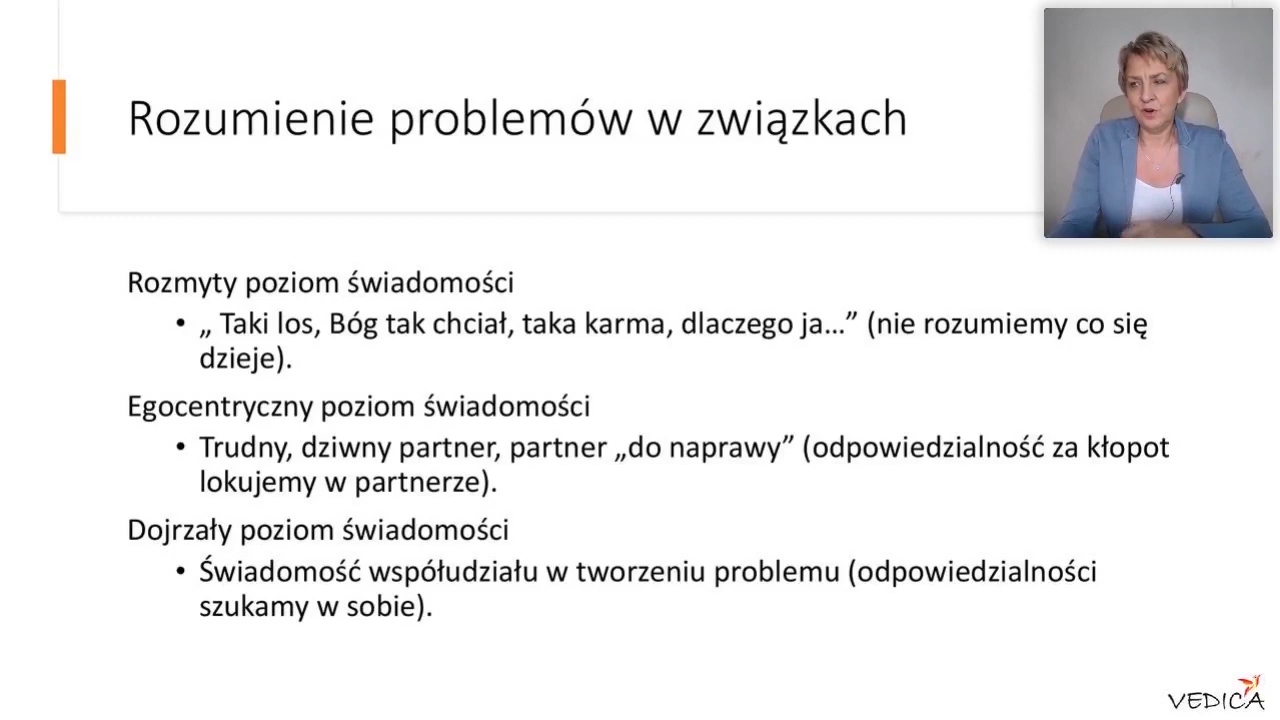 Rozumienie problemów w związkach
Rozmyty poziom świadomości
• „ Taki los, Bóg tak chciał, taka karma, dlaczego ja…” (nie rozumiemy co się
dzieje).
Egocentryczny poziom świadomości
• Trudny, dziwny partner, partner „do naprawy” (odpowiedzialność za kłopot
lokujemy w partnerze).
Dojrzały poziom świadomości
• Świadomość współudziału w tworzeniu problemu (odpowiedzialności
szukamy w sobie).
VEDICA